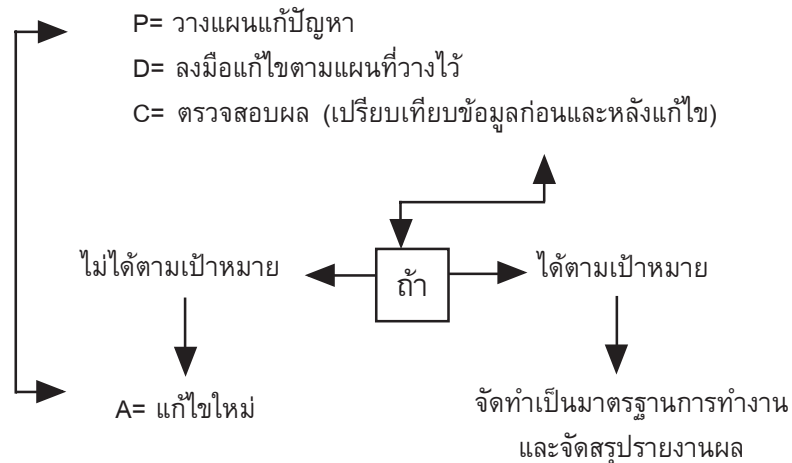 P= วางแผนแก้ปัญหา
D= ลงมือแก้ไขตามแผนที่วางไว้
C= ตรวจสอบผล (เปรียบเทียบข้อมูลก่อนและหลังแก้ไข)
ไม่ได้ตามเป้าหมาย
ถ้า
ได้ตามเป้าหมาย
A= แก้ไขใหม่
จัดทำเป็นมาตรฐานการทำงาน
และจัดสรุปรายงานผล